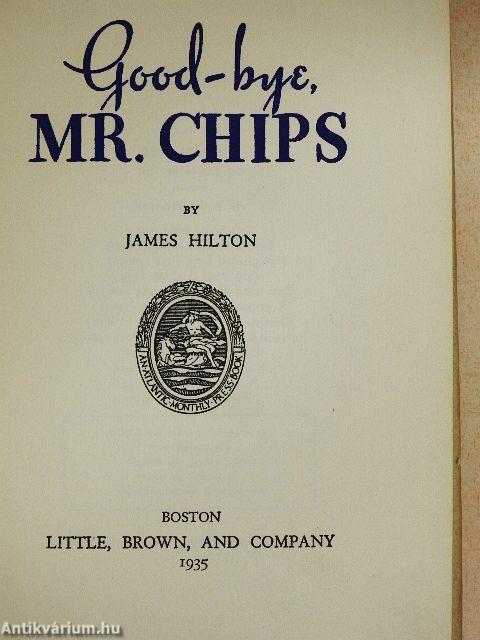 Good-bye,
MR. CHIPS
BY
JAMES HILTON
AN·ATLANTIC·MONTHLY·PRESS BOOK
BOSTON
LITTLE, BROWN, AND COMPANY
1935
Antikvárium.hu